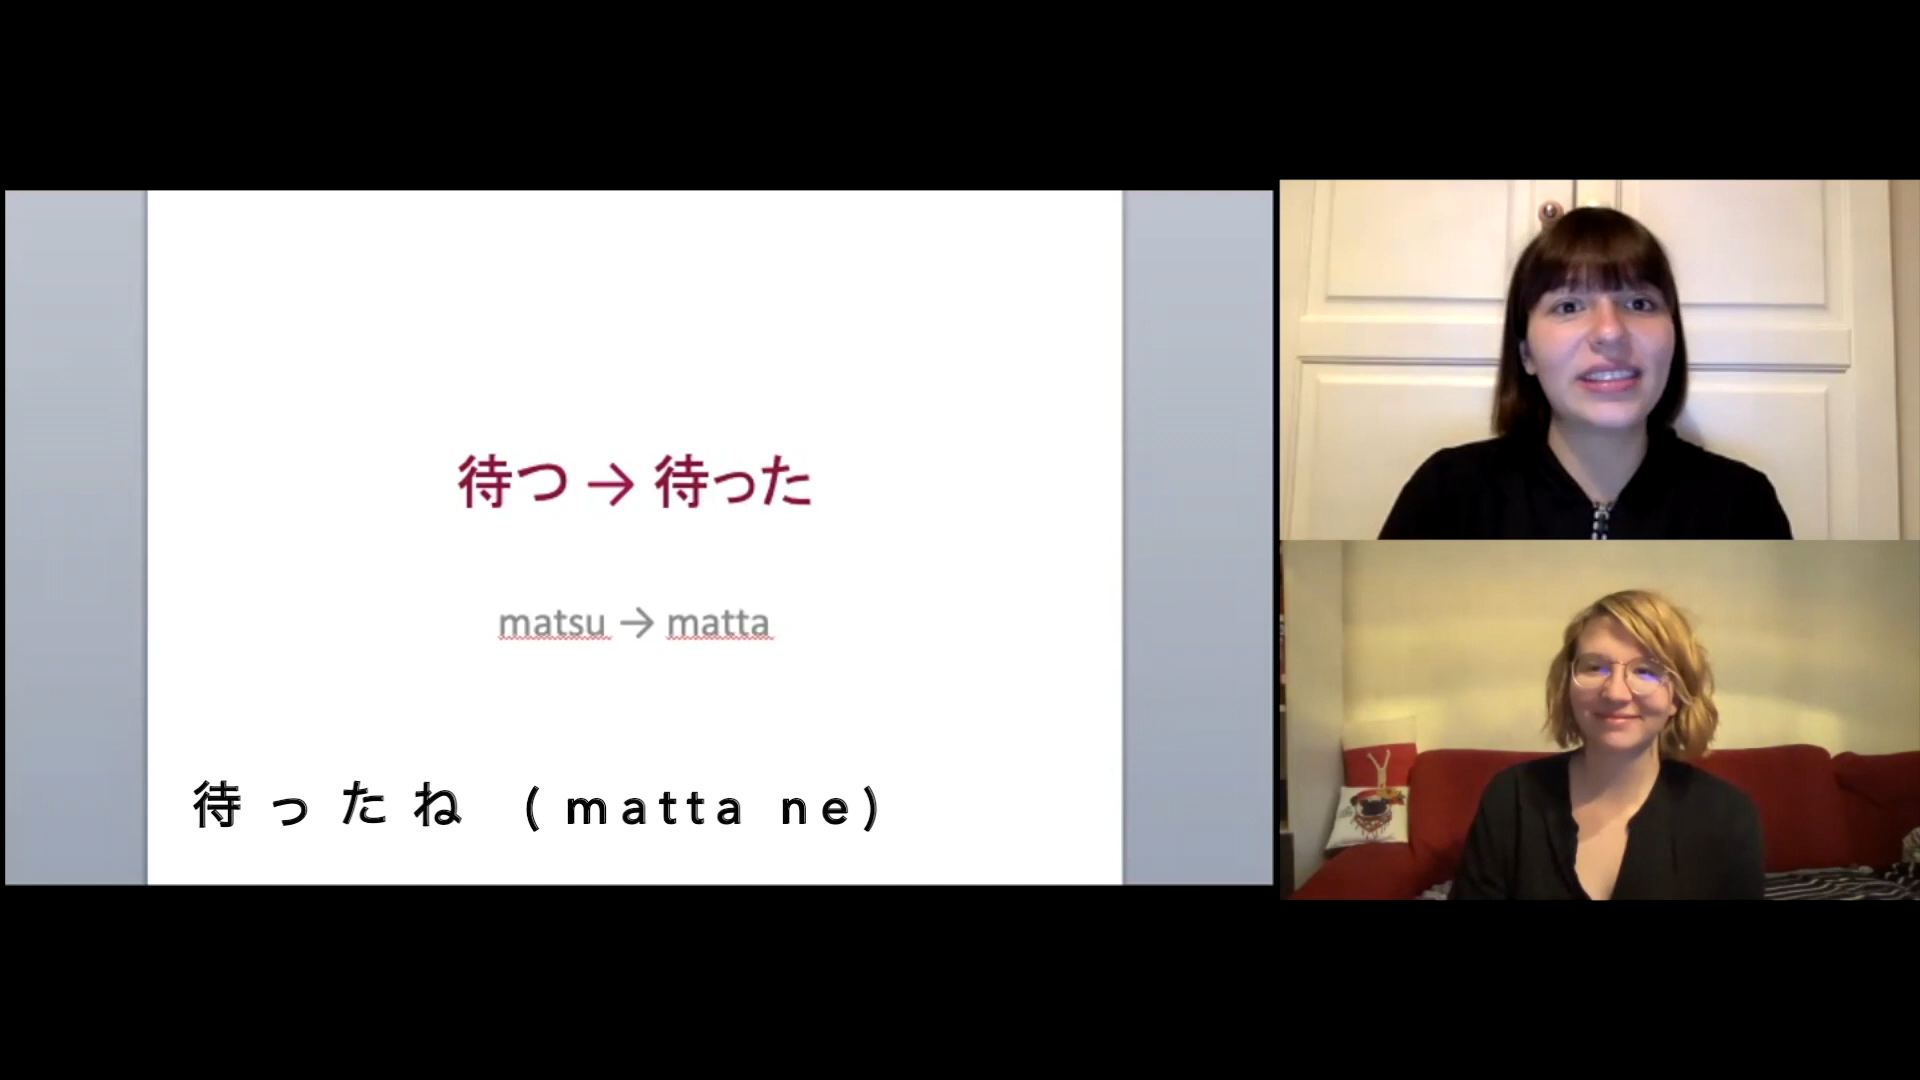 待つ → 待った
matsu → matta
待ったね (matta ne)